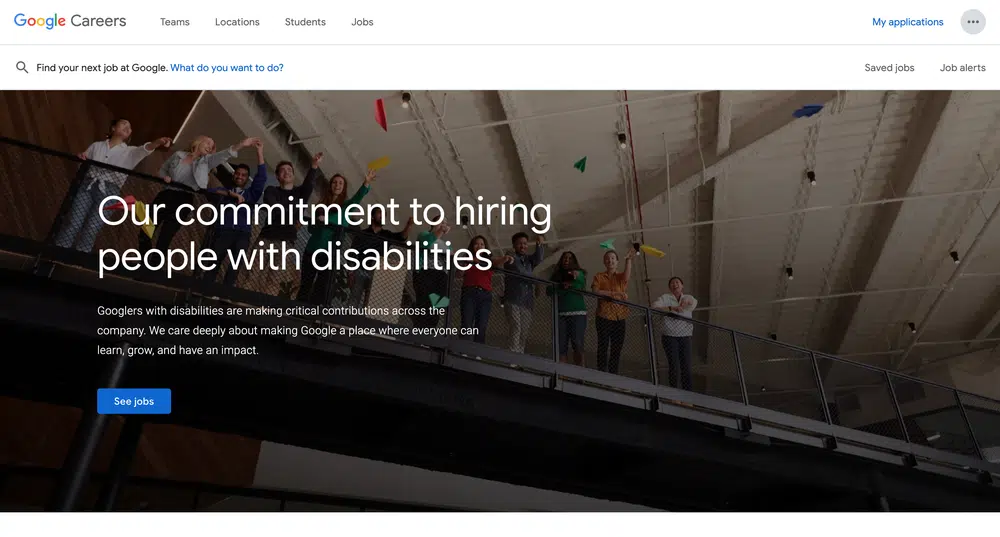 Google Careers Teams Locations Students Jobs My applications
Find your next job at Google. What do you want to do? Saved jobs Job alerts
Our commitment to hiring
people with disabilities
Googlers with disabilities are making critical contributions across the
company. We care deeply about making Google a place where everyone can
learn, grow, and have an impact.
See jobs